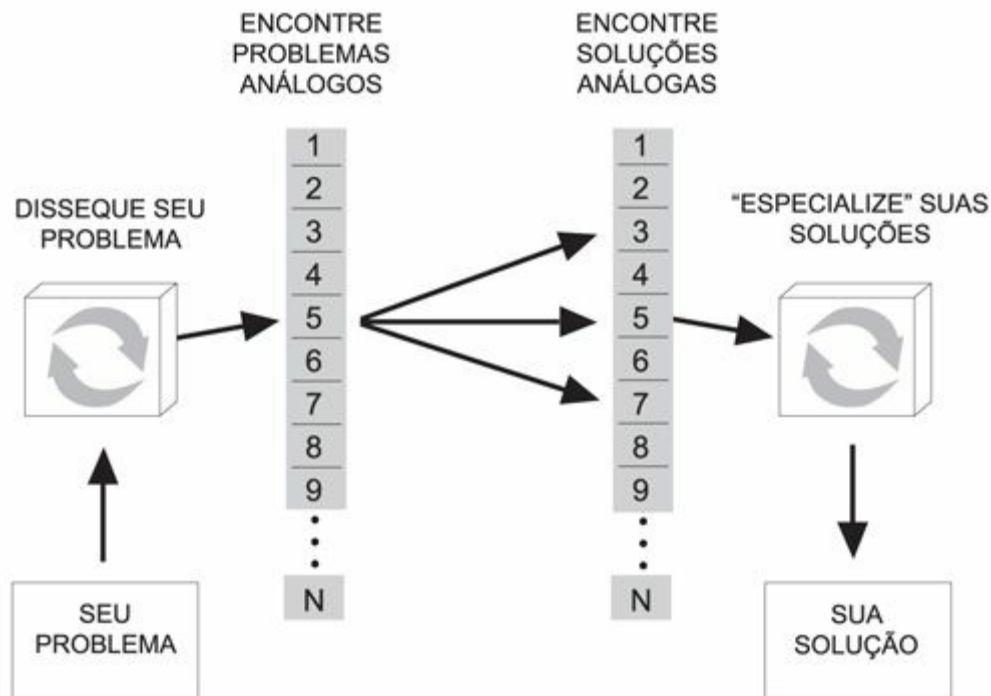 ENCONTRE
PROBLEMAS
ANÁLOGOS
ENCONTRE
SOLUÇÕES
ANÁLOGAS
DISSEQUE SEU
PROBLEMA
1
2
3
4
5
6
7
8
9
N
1
2
3
4
5
6
7
8
9
N
"ESPECIALIZE" SUAS
SOLUÇÕES
SEU
PROBLEMA
SUA
SOLUÇÃO